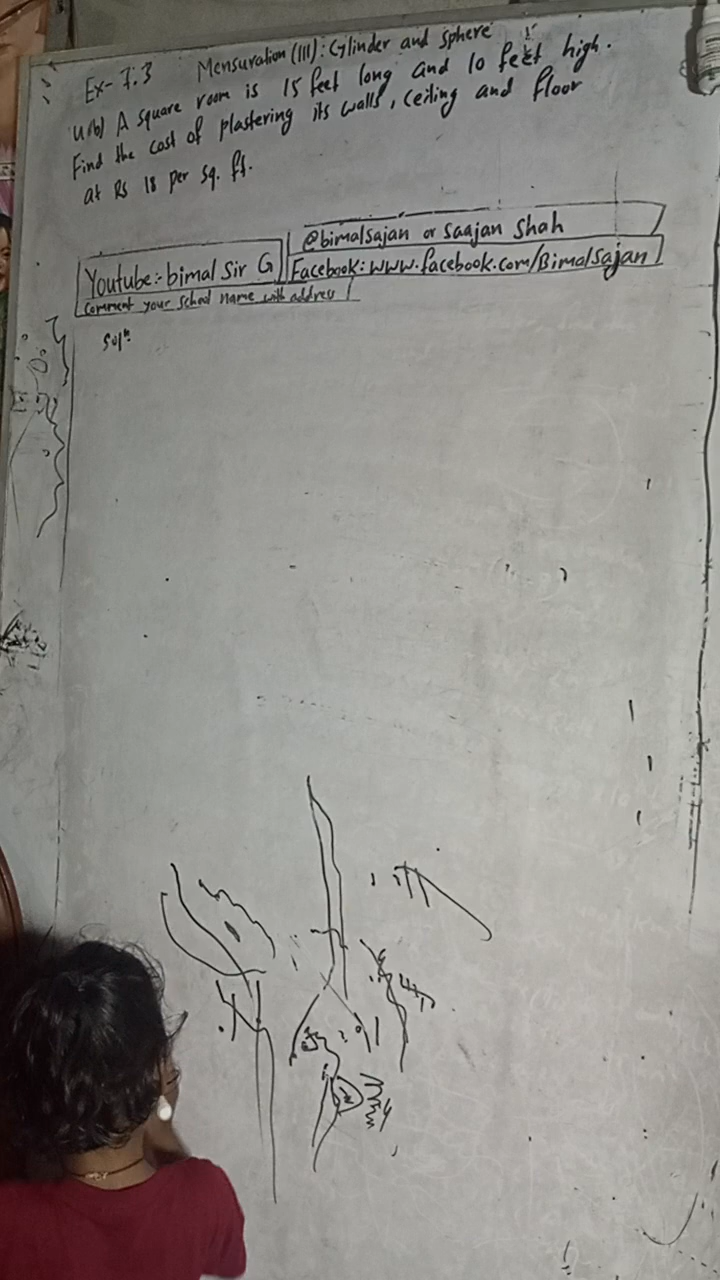 Ex- 7.3 Mensuration (III): Cylinder and sphere
4(b) A square room is 15 feet long and 10 feet high.
Find the cost of plastering its walls, ceiling and floor
at Rs 18 per sq. ft.
@bimalsajan or Saajan Shah
Youtube:- bimal Sir G
Facebook: www.facebook.com/Bimalsajan
Comment your school name with address
Solⁿ: